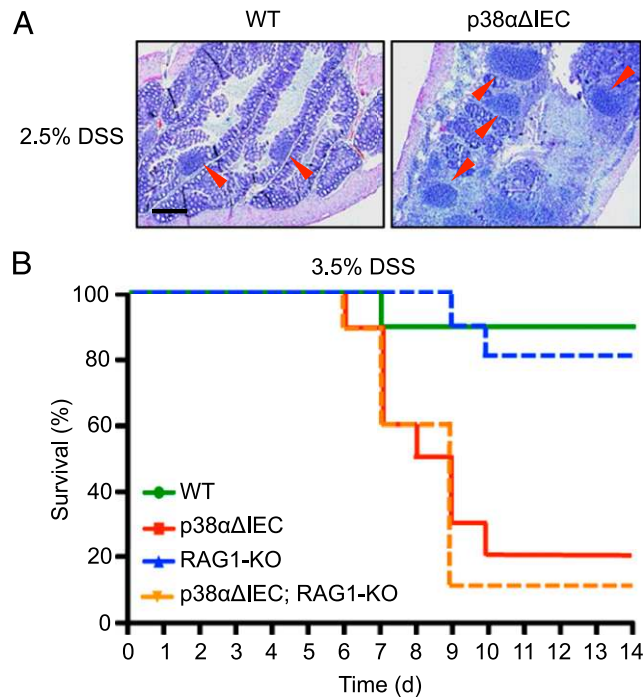 A
WT
p38αΔIEC
2.5% DSS
B
3.5% DSS
Survival (%)
100
80
60
40
20
0
WT
p38αΔIEC
RAG1-KO
p38αΔIEC; RAG1-KO
0 1 2 3 4 5 6 7 8 9 10 11 12 13 14
Time (d)